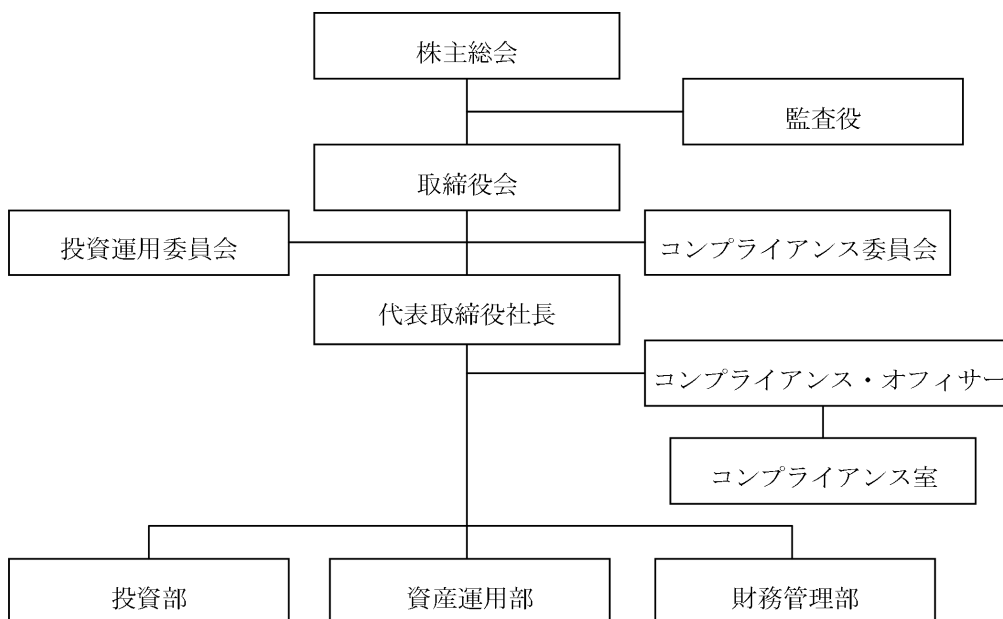 株主総会
監査役
取締役会
投資運用委員会
コンプライアンス委員会
代表取締役社長
コンプライアンス・オフィサー
コンプライアンス室
投資部
資産運用部
財務管理部